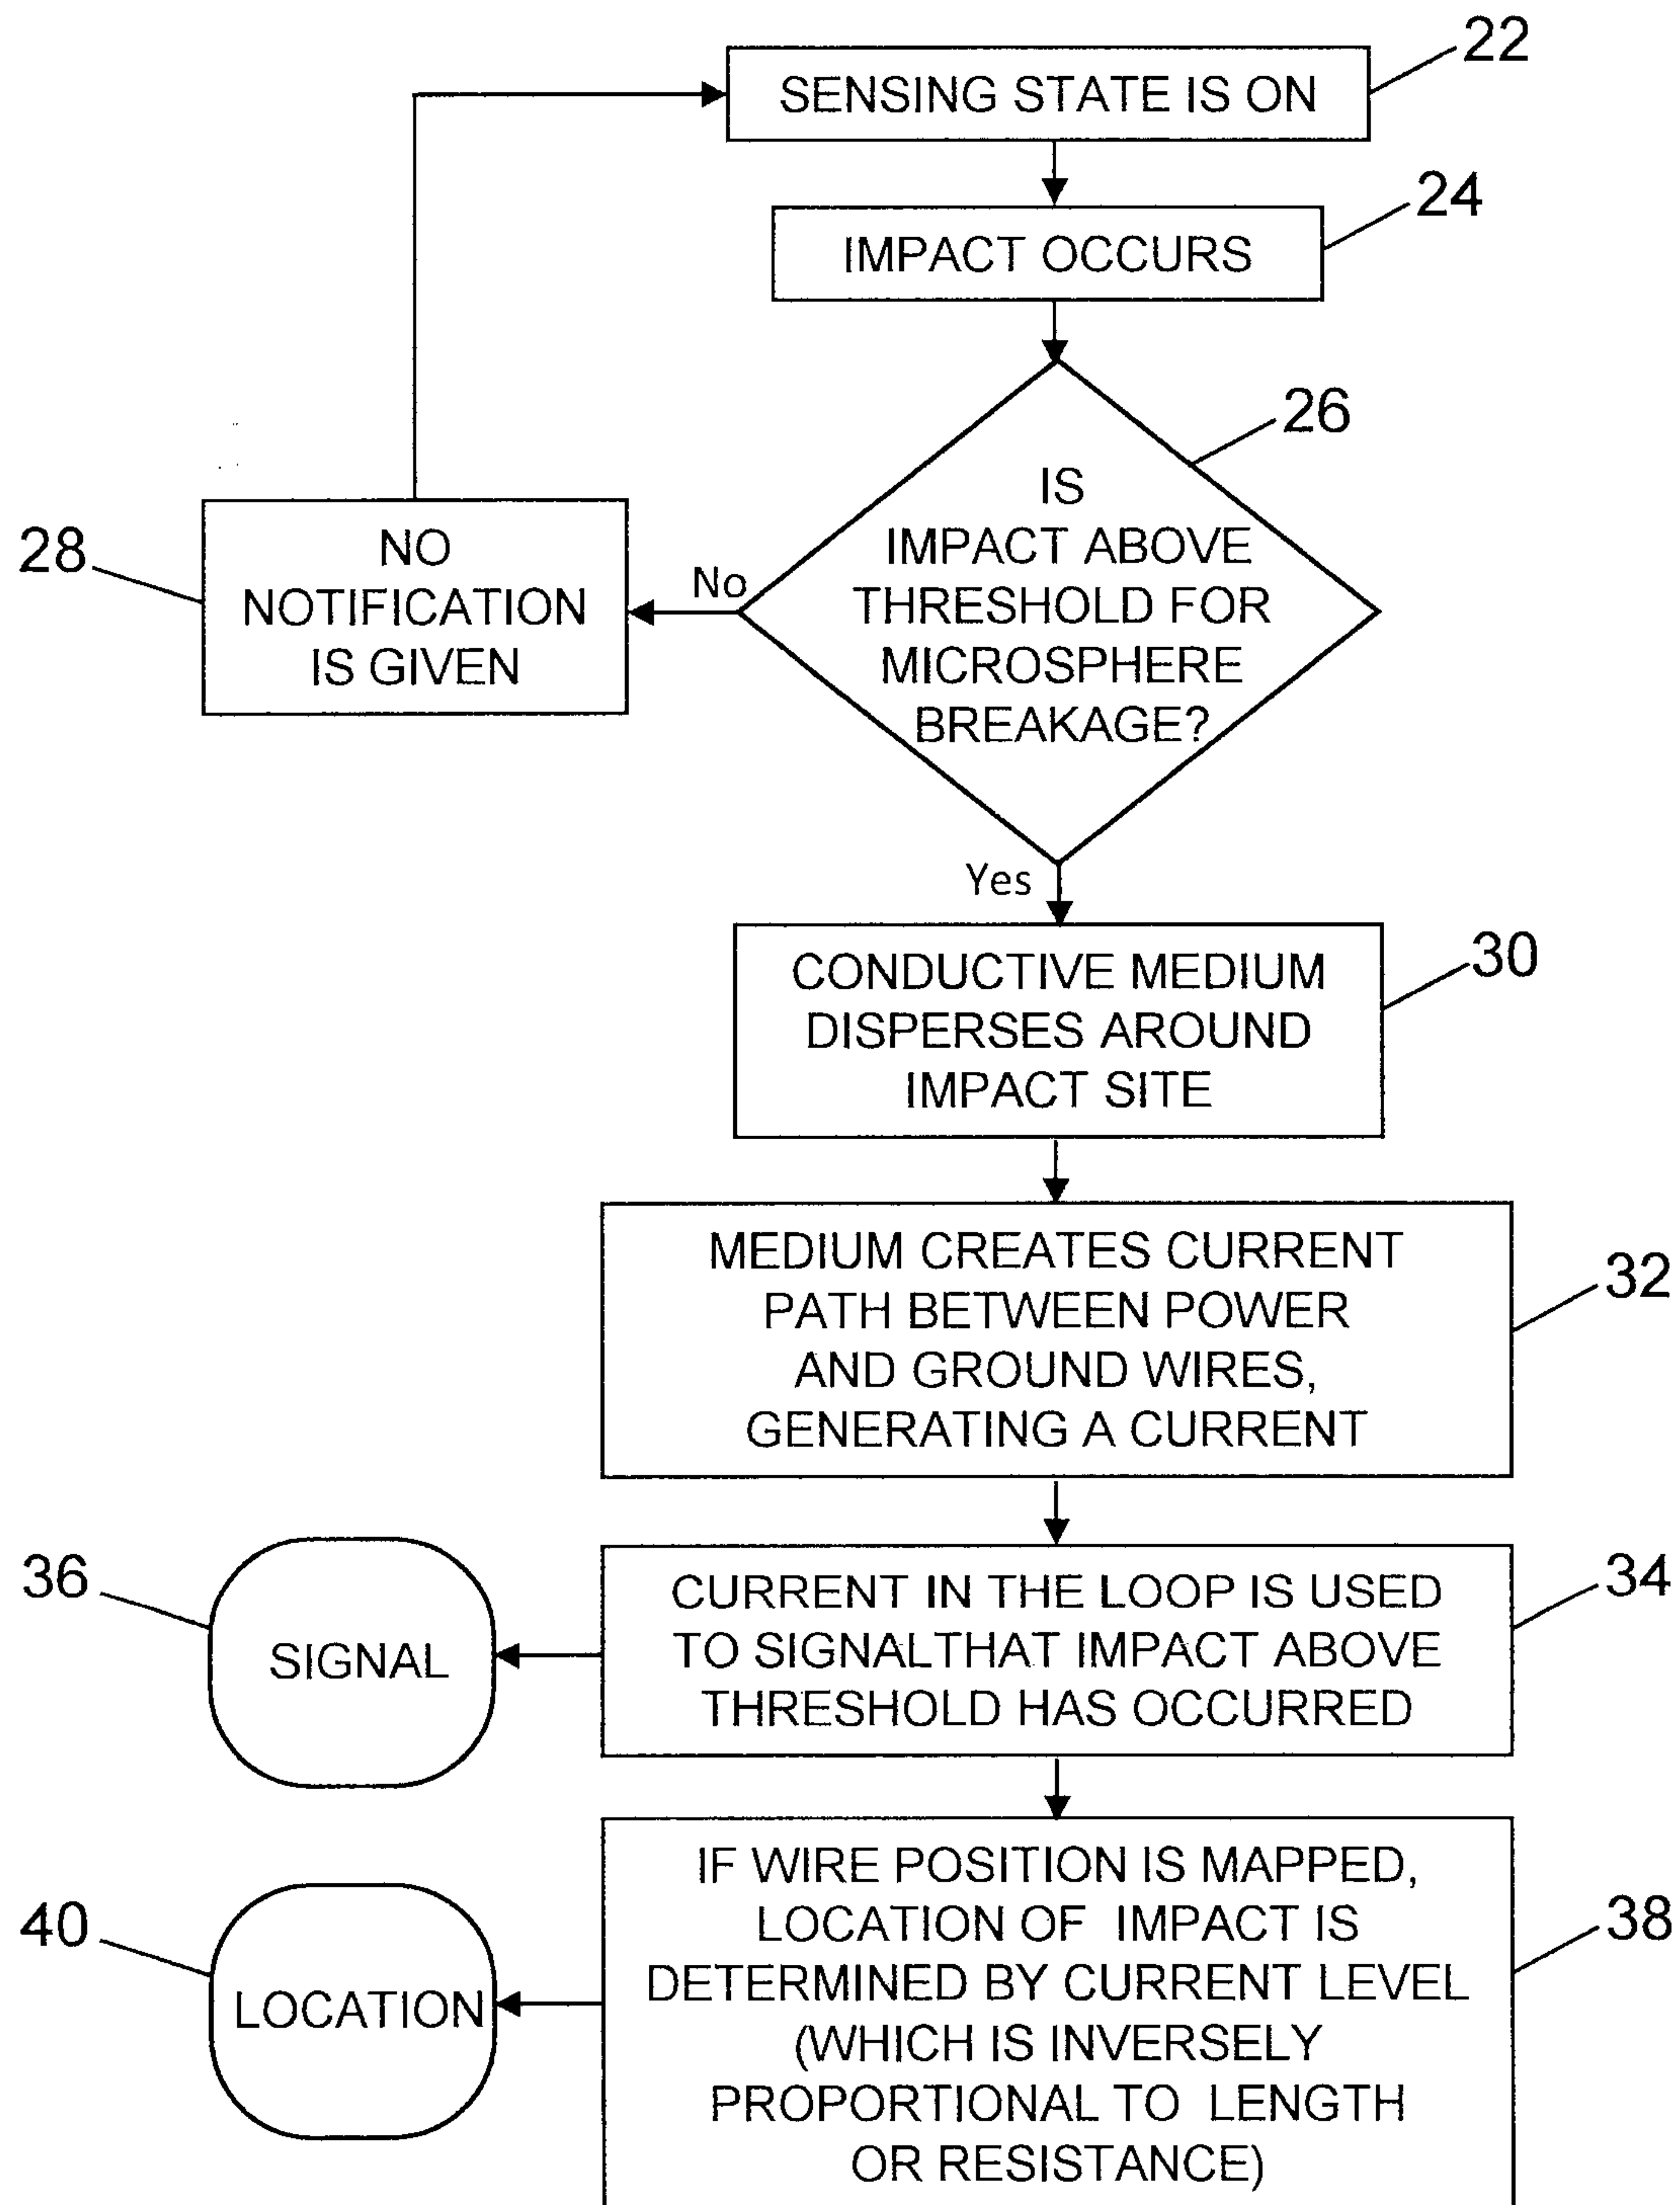 22
SENSING STATE IS ON
24
IMPACT OCCURS
26
IS
IMPACT ABOVE
THRESHOLD FOR
MICROSPHERE
BREAKAGE?
No
28
NO
NOTIFICATION
IS GIVEN
Yes
30
CONDUCTIVE MEDIUM
DISPERSES AROUND
IMPACT SITE
32
MEDIUM CREATES CURRENT
PATH BETWEEN POWER
AND GROUND WIRES,
GENERATING A CURRENT
34
CURRENT IN THE LOOP IS USED
TO SIGNALTHAT IMPACT ABOVE
THRESHOLD HAS OCCURRED
36
SIGNAL
38
IF WIRE POSITION IS MAPPED,
LOCATION OF IMPACT IS
DETERMINED BY CURRENT LEVEL
(WHICH IS INVERSELY
PROPORTIONAL TO LENGTH
OR RESISTANCE)
40
LOCATION